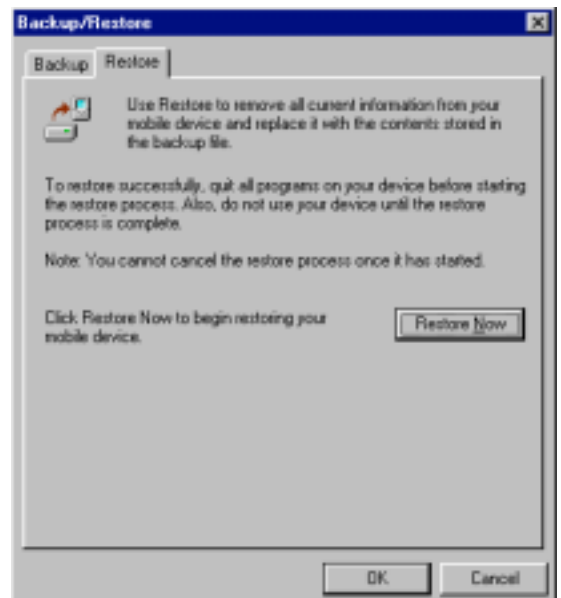 Backup/Restore
Backup Restore
Use Restore to remove all current information from your
mobile device and replace it with the contents stored in
the backup file.
To restore successfully, quit all programs on your device before starting
the restore process. Also, do not use your device until the restore
process is complete.
Note: You cannot cancel the restore process once it has started.
Click Restore Now to begin restoring your
mobile device.
Restore Now
OK Cancel